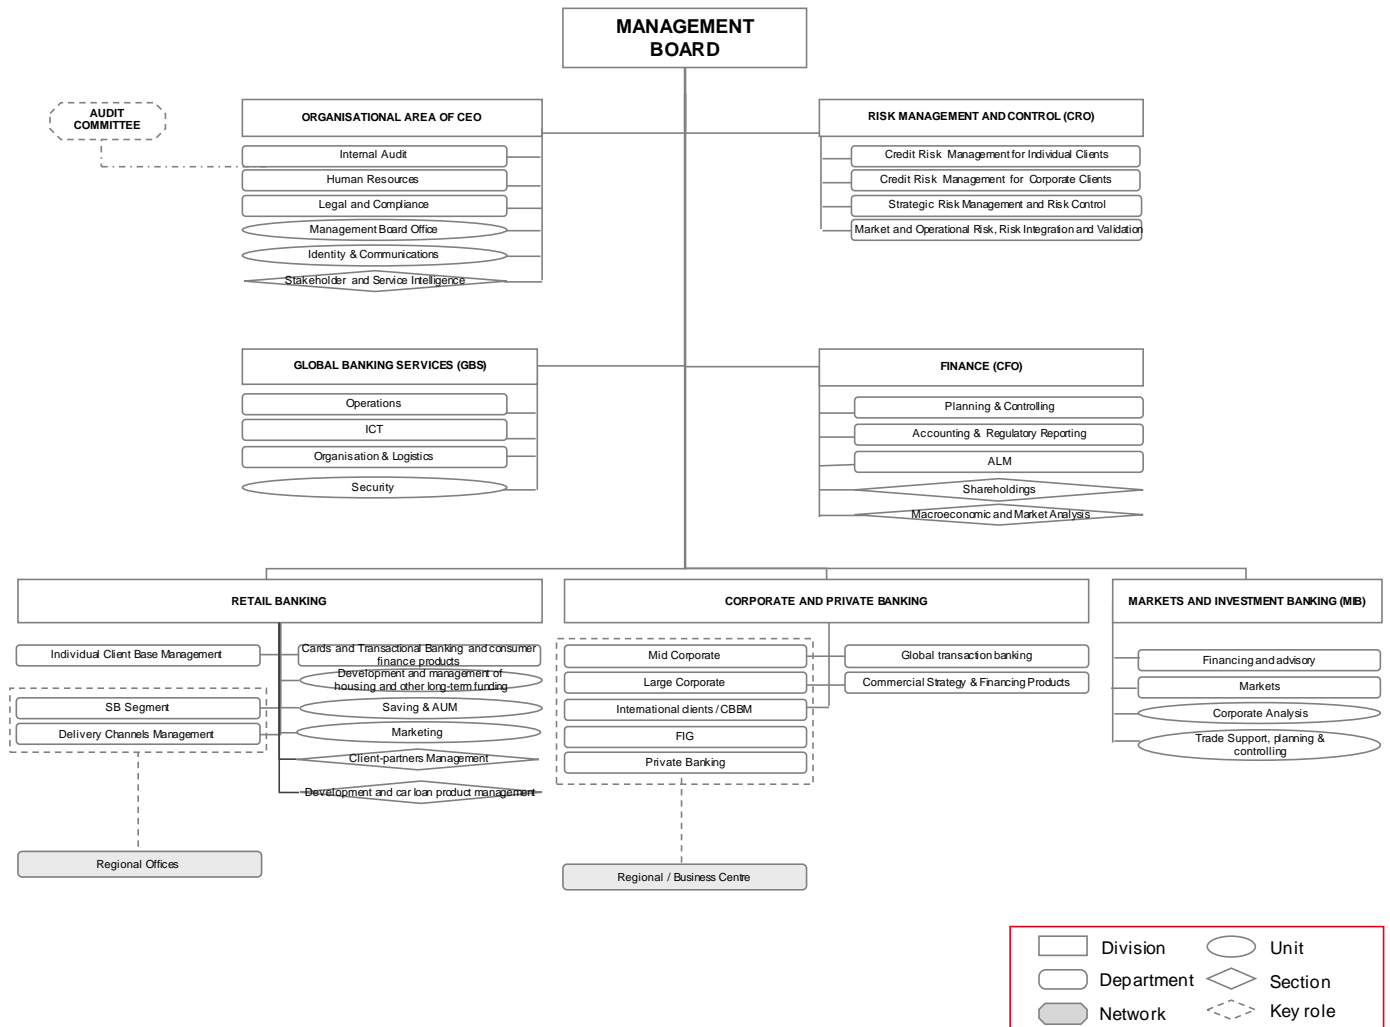 MANAGEMENT
BOARD
AUDIT
COMMITTEE
ORGANISATIONAL AREA OF CEO
Internal Audit
Human Resources
Legal and Compliance
Management Board Office
Identity & Communications
Stakeholder and Service Intelligence
RISK MANAGEMENT AND CONTROL (CRO)
Credit Risk Management for Individual Clients
Credit Risk Management for Corporate Clients
Strategic Risk Management and Risk Control
Market and Operational Risk, Risk Integration and Validation
GLOBAL BANKING SERVICES (GBS)
Operations
ICT
Organisation & Logistics
Security
FINANCE (CFO)
Planning & Controlling
Accounting & Regulatory Reporting
ALM
Shareholdings
Macroeconomic and Market Analysis
RETAIL BANKING
Individual Client Base Management
SB Segment
Delivery Channels Management
Cards and Transactional Banking and consumer
finance products
Development and management of
housing and other long-term funding
Saving & AUM
Marketing
Client-partners Management
Development and car loan product management
Regional Offices
CORPORATE AND PRIVATE BANKING
Mid Corporate
Large Corporate
International clients / CBBM
FIG
Private Banking
Global transaction banking
Commercial Strategy & Financing Products
Regional / Business Centre
MARKETS AND INVESTMENT BANKING (MIB)
Financing and advisory
Markets
Corporate Analysis
Trade Support, planning &
controlling
Division
Unit
Department
Section
Network
Key role